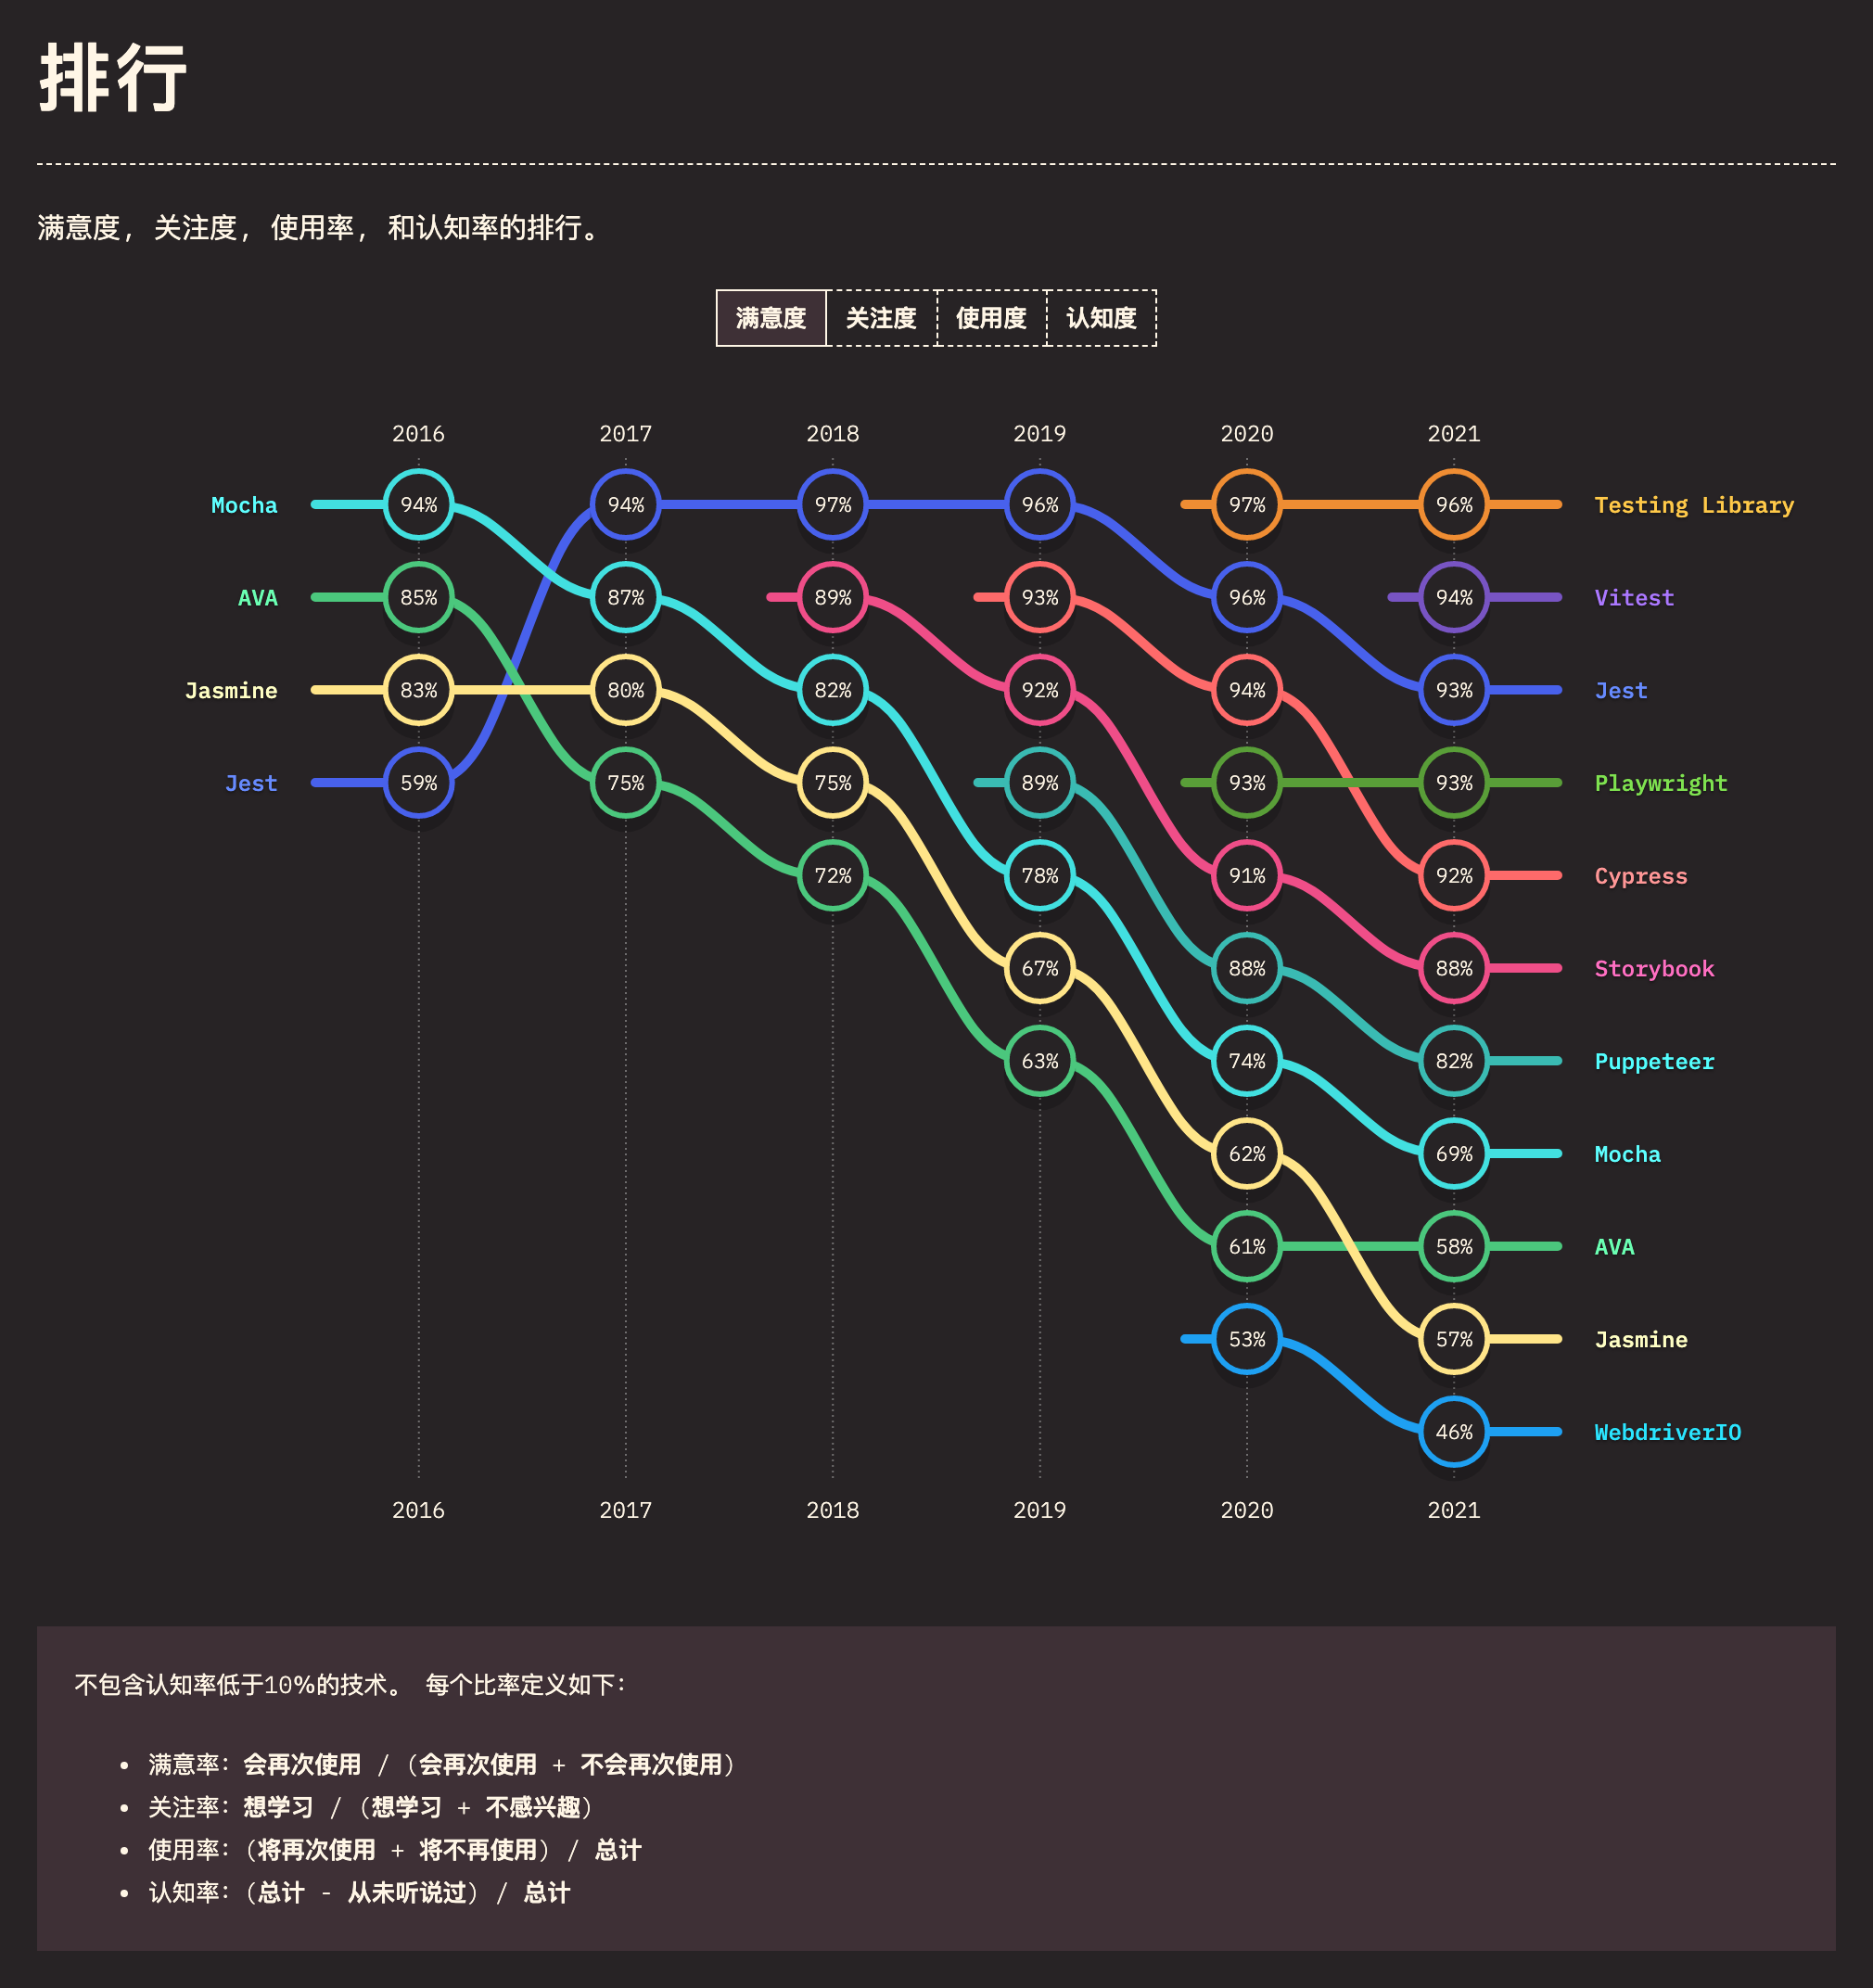 排行
满意度, 关注度, 使用率, 和认知率的排行。
满意度 关注度 使用度 认知度
2016 2017 2018 2019 2020 2021
Mocha 94% 94% 97% 96% 97% 96% Testing Library
AVA 85% 87% 89% 93% 96% 94% Vitest
Jasmine 83% 80% 82% 92% 94% 93% Jest
Jest 59% 75% 75% 89% 93% 93% Playwright
72% 78% 91% 92% Cypress
67% 88% 88% Storybook
63% 74% 82% Puppeteer
62% 69% Mocha
61% 58% AVA
53% 57% Jasmine
46% WebdriverIO
2016 2017 2018 2019 2020 2021
不包含认知率低于10%的技术。 每个比率定义如下:
• 满意率: 会再次使用 / (会再次使用 + 不会再次使用)
• 关注率: 想学习 / (想学习 + 不感兴趣)
• 使用率: (将再次使用 + 将不再使用) / 总计
• 认知率: (总计 - 从未听说过) / 总计